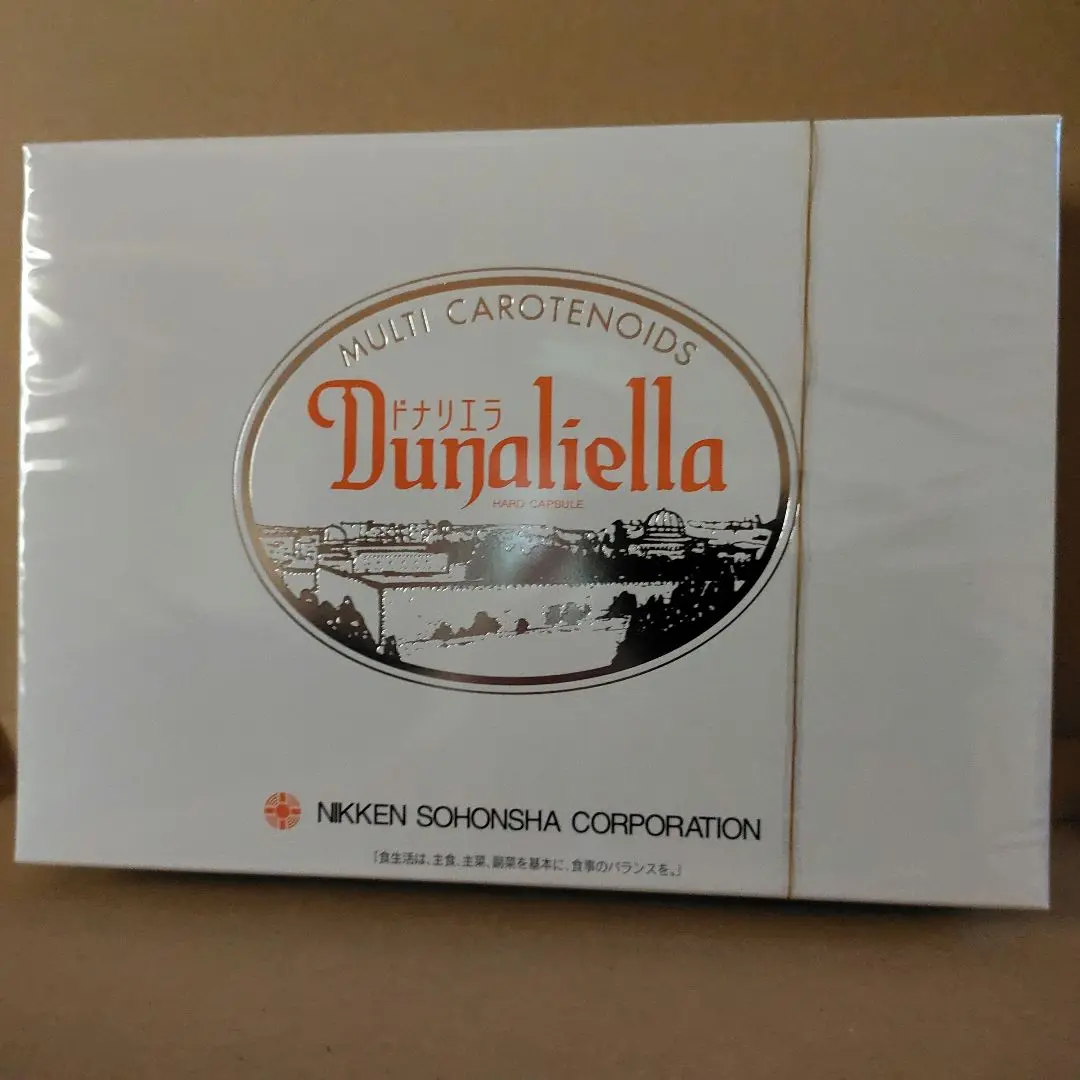 MULTI CAROTENOIDS
ドナリエラ
Dunaliella
HARD CAPSULE
NIKKEN SOHONSHA CORPORATION
「食生活は、主食、主菜、副菜を基本に、食事のバランスを。」